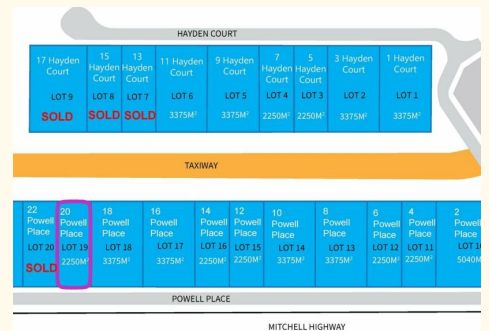 HAYDEN COURT
17 Hayden
Court
LOT 9
SOLD
15
Hayden
Court
LOT 8
SOLD
13
Hayden
Court
LOT 7
SOLD
11 Hayden
Court
LOT 6
3375M²
9 Hayden
Court
LOT 5
3375M²
7
Hayden
Court
LOT 4
2250M²
5
Hayden
Court
LOT 3
2250M²
3 Hayden
Court
LOT 2
3375M²
1 Hayden
Court
LOT 1
3375M²
TAXIWAY
22
Powell
Place
LOT 20
SOLD
20
Powell
Place
LOT 19
2250M²
18
Powell
Place
LOT 18
3375M²
16
Powell
Place
LOT 17
3375M²
14
Powell
Place
LOT 16
2250M²
12
Powell
Place
LOT 15
2250M²
10
Powell
Place
LOT 14
3375M²
8
Powell
Place
LOT 13
3375M²
6
Powell
Place
LOT 12
2250M²
4
Powell
Place
LOT 11
2250M²
2
Powell
Place
LOT 10
5040M²
POWELL PLACE
MITCHELL HIGHWAY